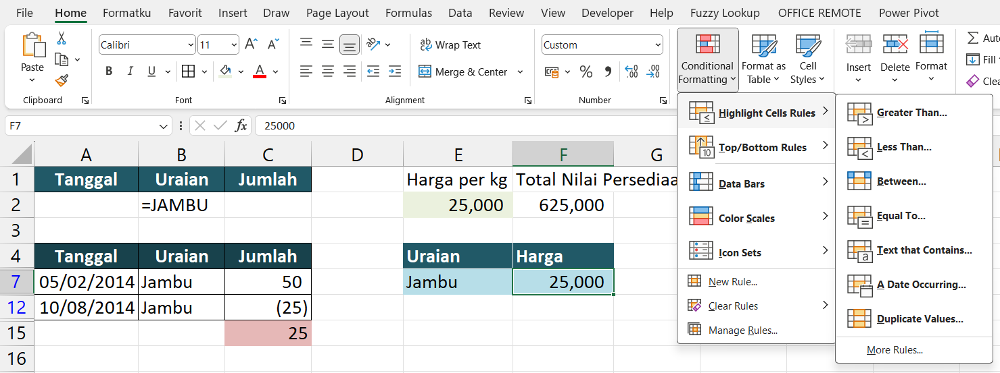 File Home Formatku Favorit Insert Draw Page Layout Formulas Data Review View Developer Help Fuzzy Lookup OFFICE REMOTE Power Pivot
Paste
Clipboard
Calibri 11
B I U A
Font
ab Wrap Text
Merge & Center
Alignment
Custom
% 9 .00
Number
Conditional Formatting
Format as Table
Cell Styles
Insert Delete Format
Fill
Highlight Cells Rules
Top/Bottom Rules
Data Bars
Color Scales
Icon Sets
New Rule...
Clear Rules
Manage Rules...
Greater Than...
Less Than...
Between...
Equal To...
Text that Contains...
A Date Occurring...
Duplicate Values...
More Rules...
F7 fx 25000
A B C D E F G
1 Tanggal Uraian Jumlah Harga per kg Total Nilai Persediaa
2 =JAMBU 25,000 625,000
3
4 Tanggal Uraian Jumlah Uraian Harga
7 05/02/2014 Jambu 50 Jambu 25,000
12 10/08/2014 Jambu (25)
15 25
16